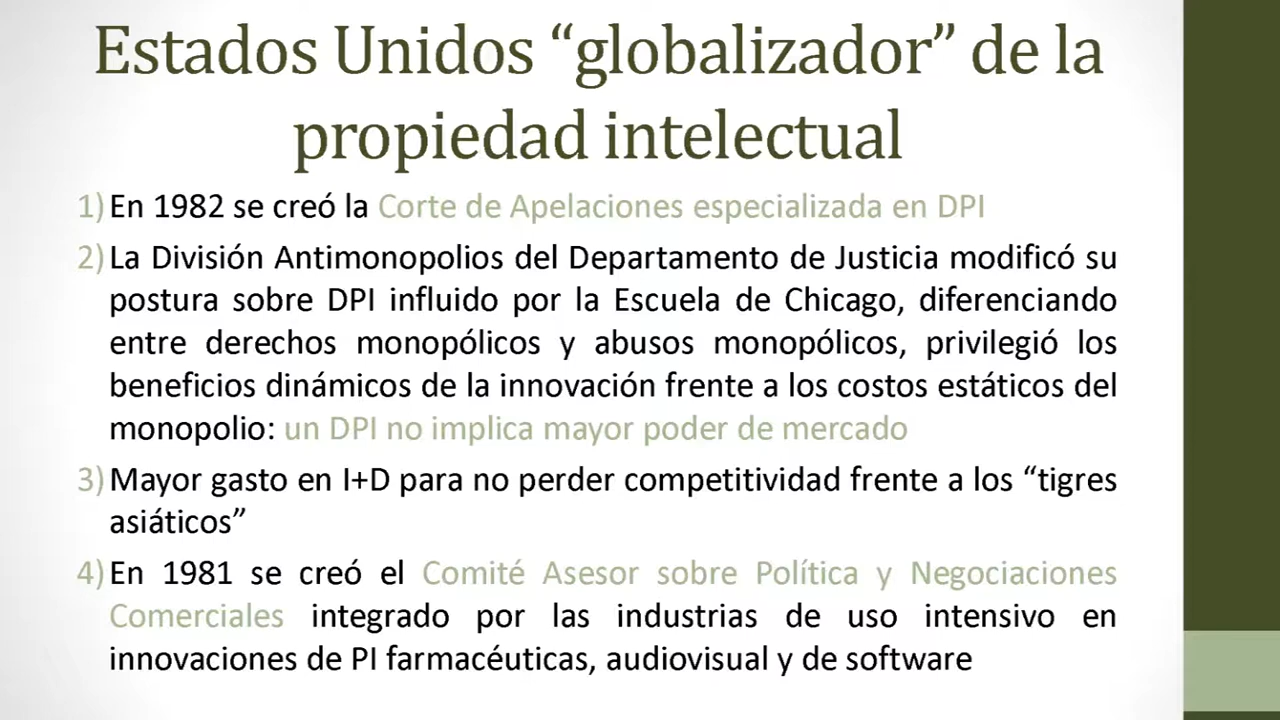 Estados Unidos “globalizador” de la
propiedad intelectual
1) En 1982 se creó la Corte de Apelaciones especializada en DPI
2) La División Antimonopolios del Departamento de Justicia modificó su
postura sobre DPI influido por la Escuela de Chicago, diferenciando
entre derechos monopólicos y abusos monopólicos, privilegió los
beneficios dinámicos de la innovación frente a los costos estáticos del
monopolio: un DPI no implica mayor poder de mercado
3) Mayor gasto en I+D para no perder competitividad frente a los “tigres
asiáticos”
4) En 1981 se creó el Comité Asesor sobre Política y Negociaciones
Comerciales integrado por las industrias de uso intensivo en
innovaciones de PI farmacéuticas, audiovisual y de software